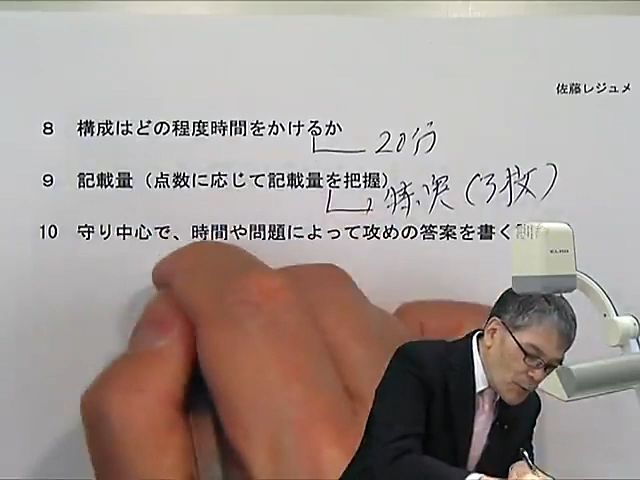 佐藤レジュメ
8 構成はどの程度時間をかけるか
20分
9 記載量（点数に応じて記載量を把握）
(3枚)
10 守り中心で、時間や問題によって攻めの答案を書く
ELMO